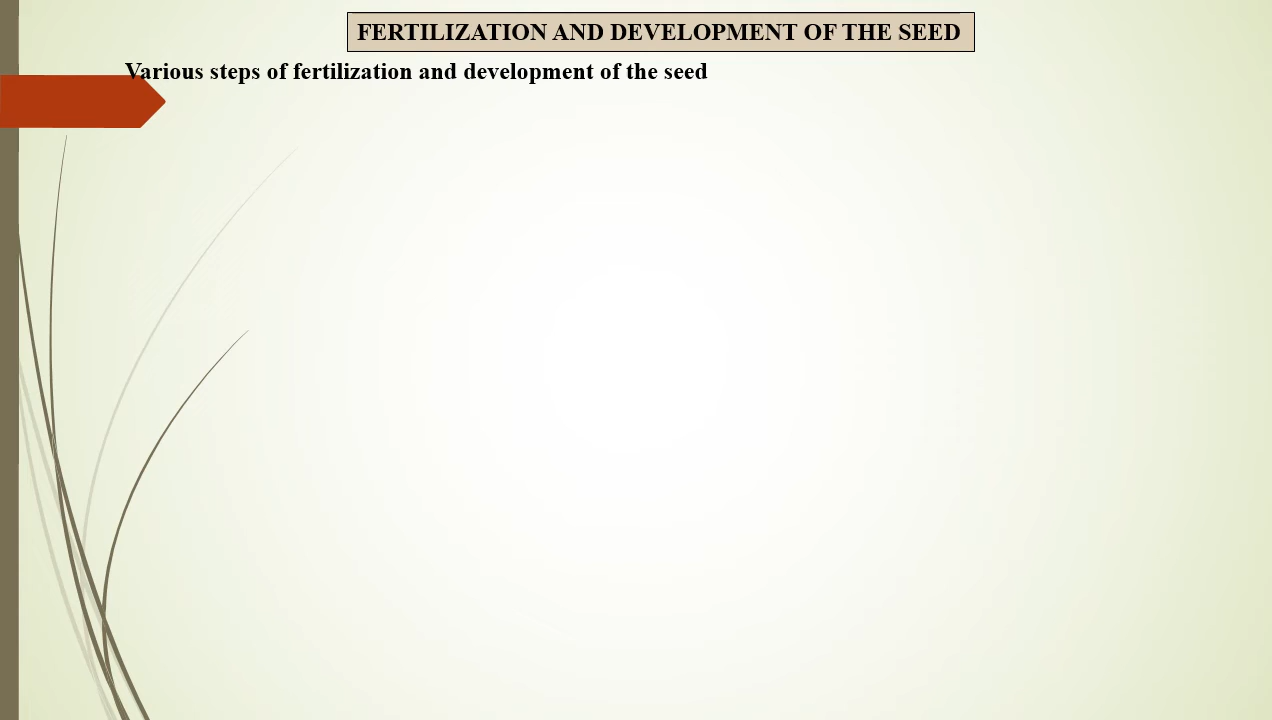 FERTILIZATION AND DEVELOPMENT OF THE SEED
Various steps of fertilization and development of the seed